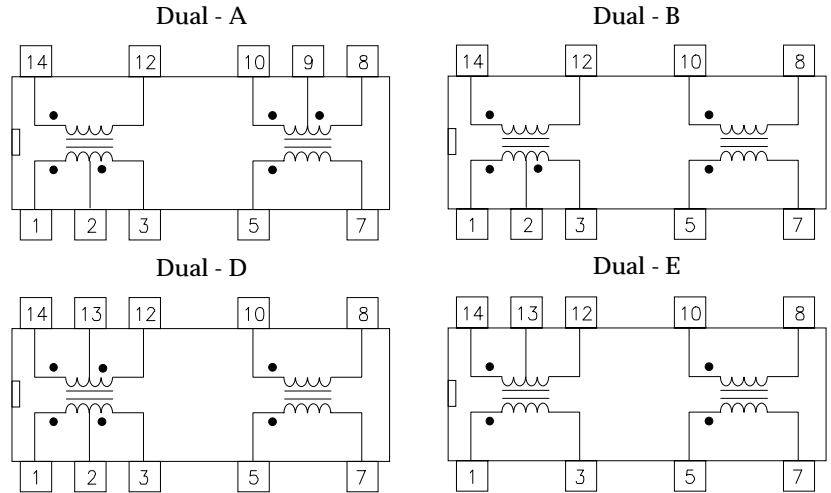 Dual - A
Dual - B
14 12 10 9 8
14 12 10 8
1 2 3 5 7
1 2 3 5 7
Dual - D
Dual - E
14 13 12 10 8
14 13 12 10 8
1 2 3 5 7
1 3 5 7